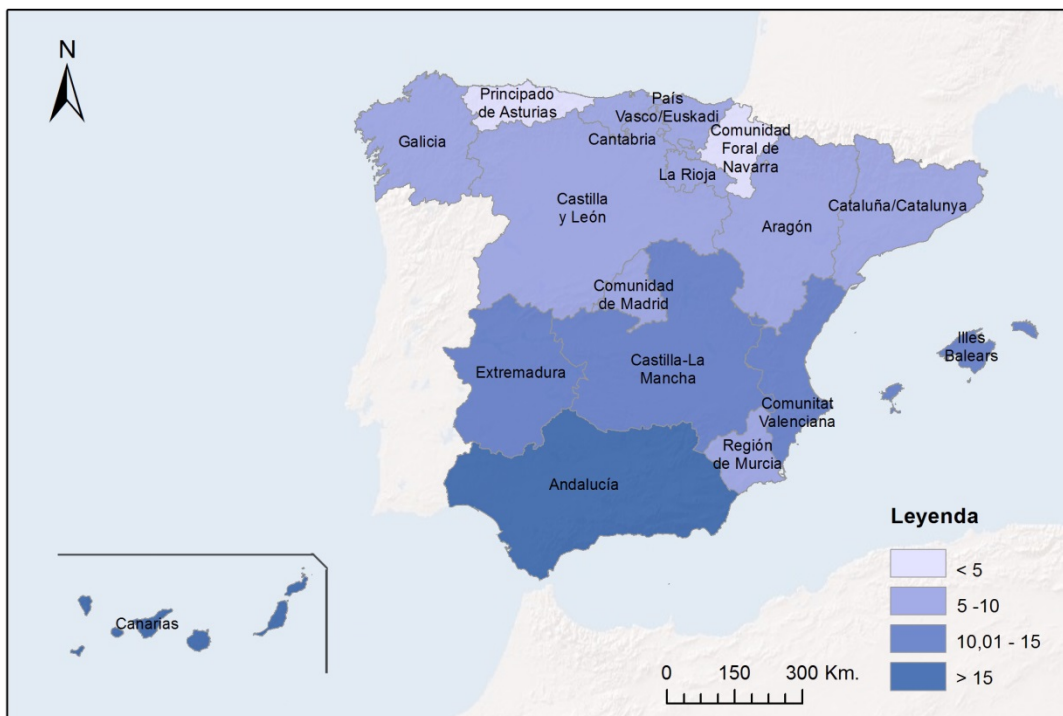 N
Principado
de Asturias
País
Vasco/Euskadi
Galicia
Cantabria
Comunidad
Foral de
Navarra
La Rioja
Castilla
y León
Aragón
Cataluña/Catalunya
Comunidad
de Madrid
Illes
Balears
Extremadura
Castilla-La
Mancha
Comunitat
Valenciana
Región
de Murcia
Andalucía
Canarias
Leyenda
< 5
5 -10
10,01 - 15
> 15
0 150 300 Km.